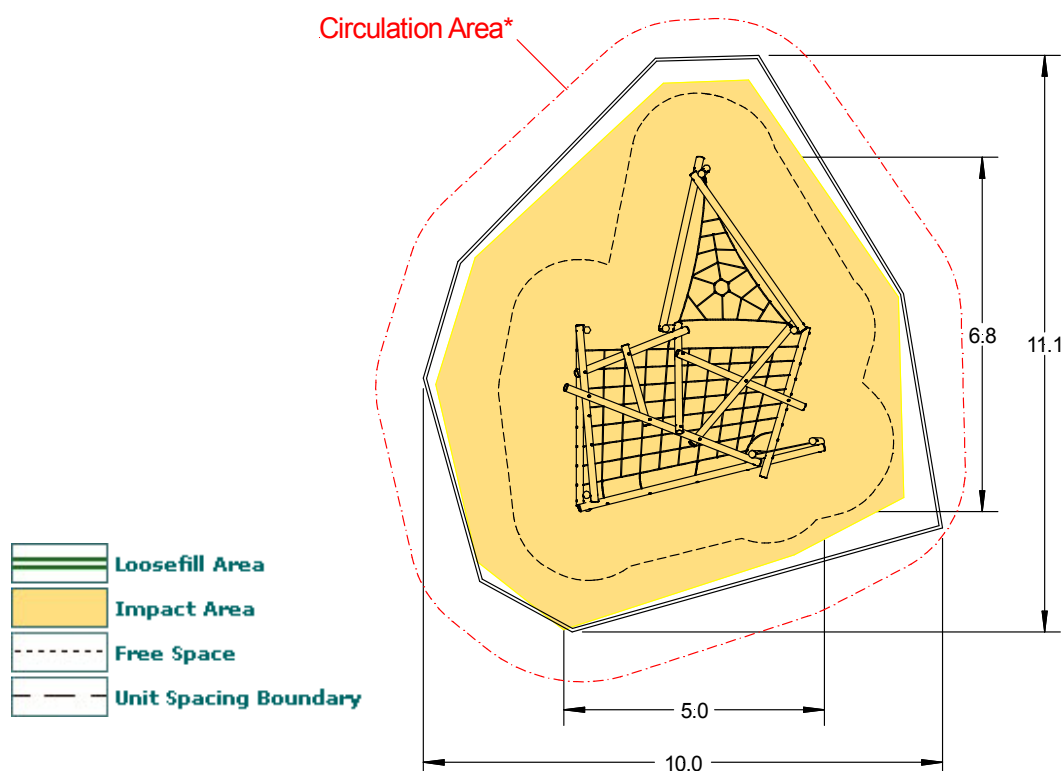 Circulation Area*
6.8
11.1
Loosefill Area
Impact Area
Free Space
Unit Spacing Boundary
5.0
10.0